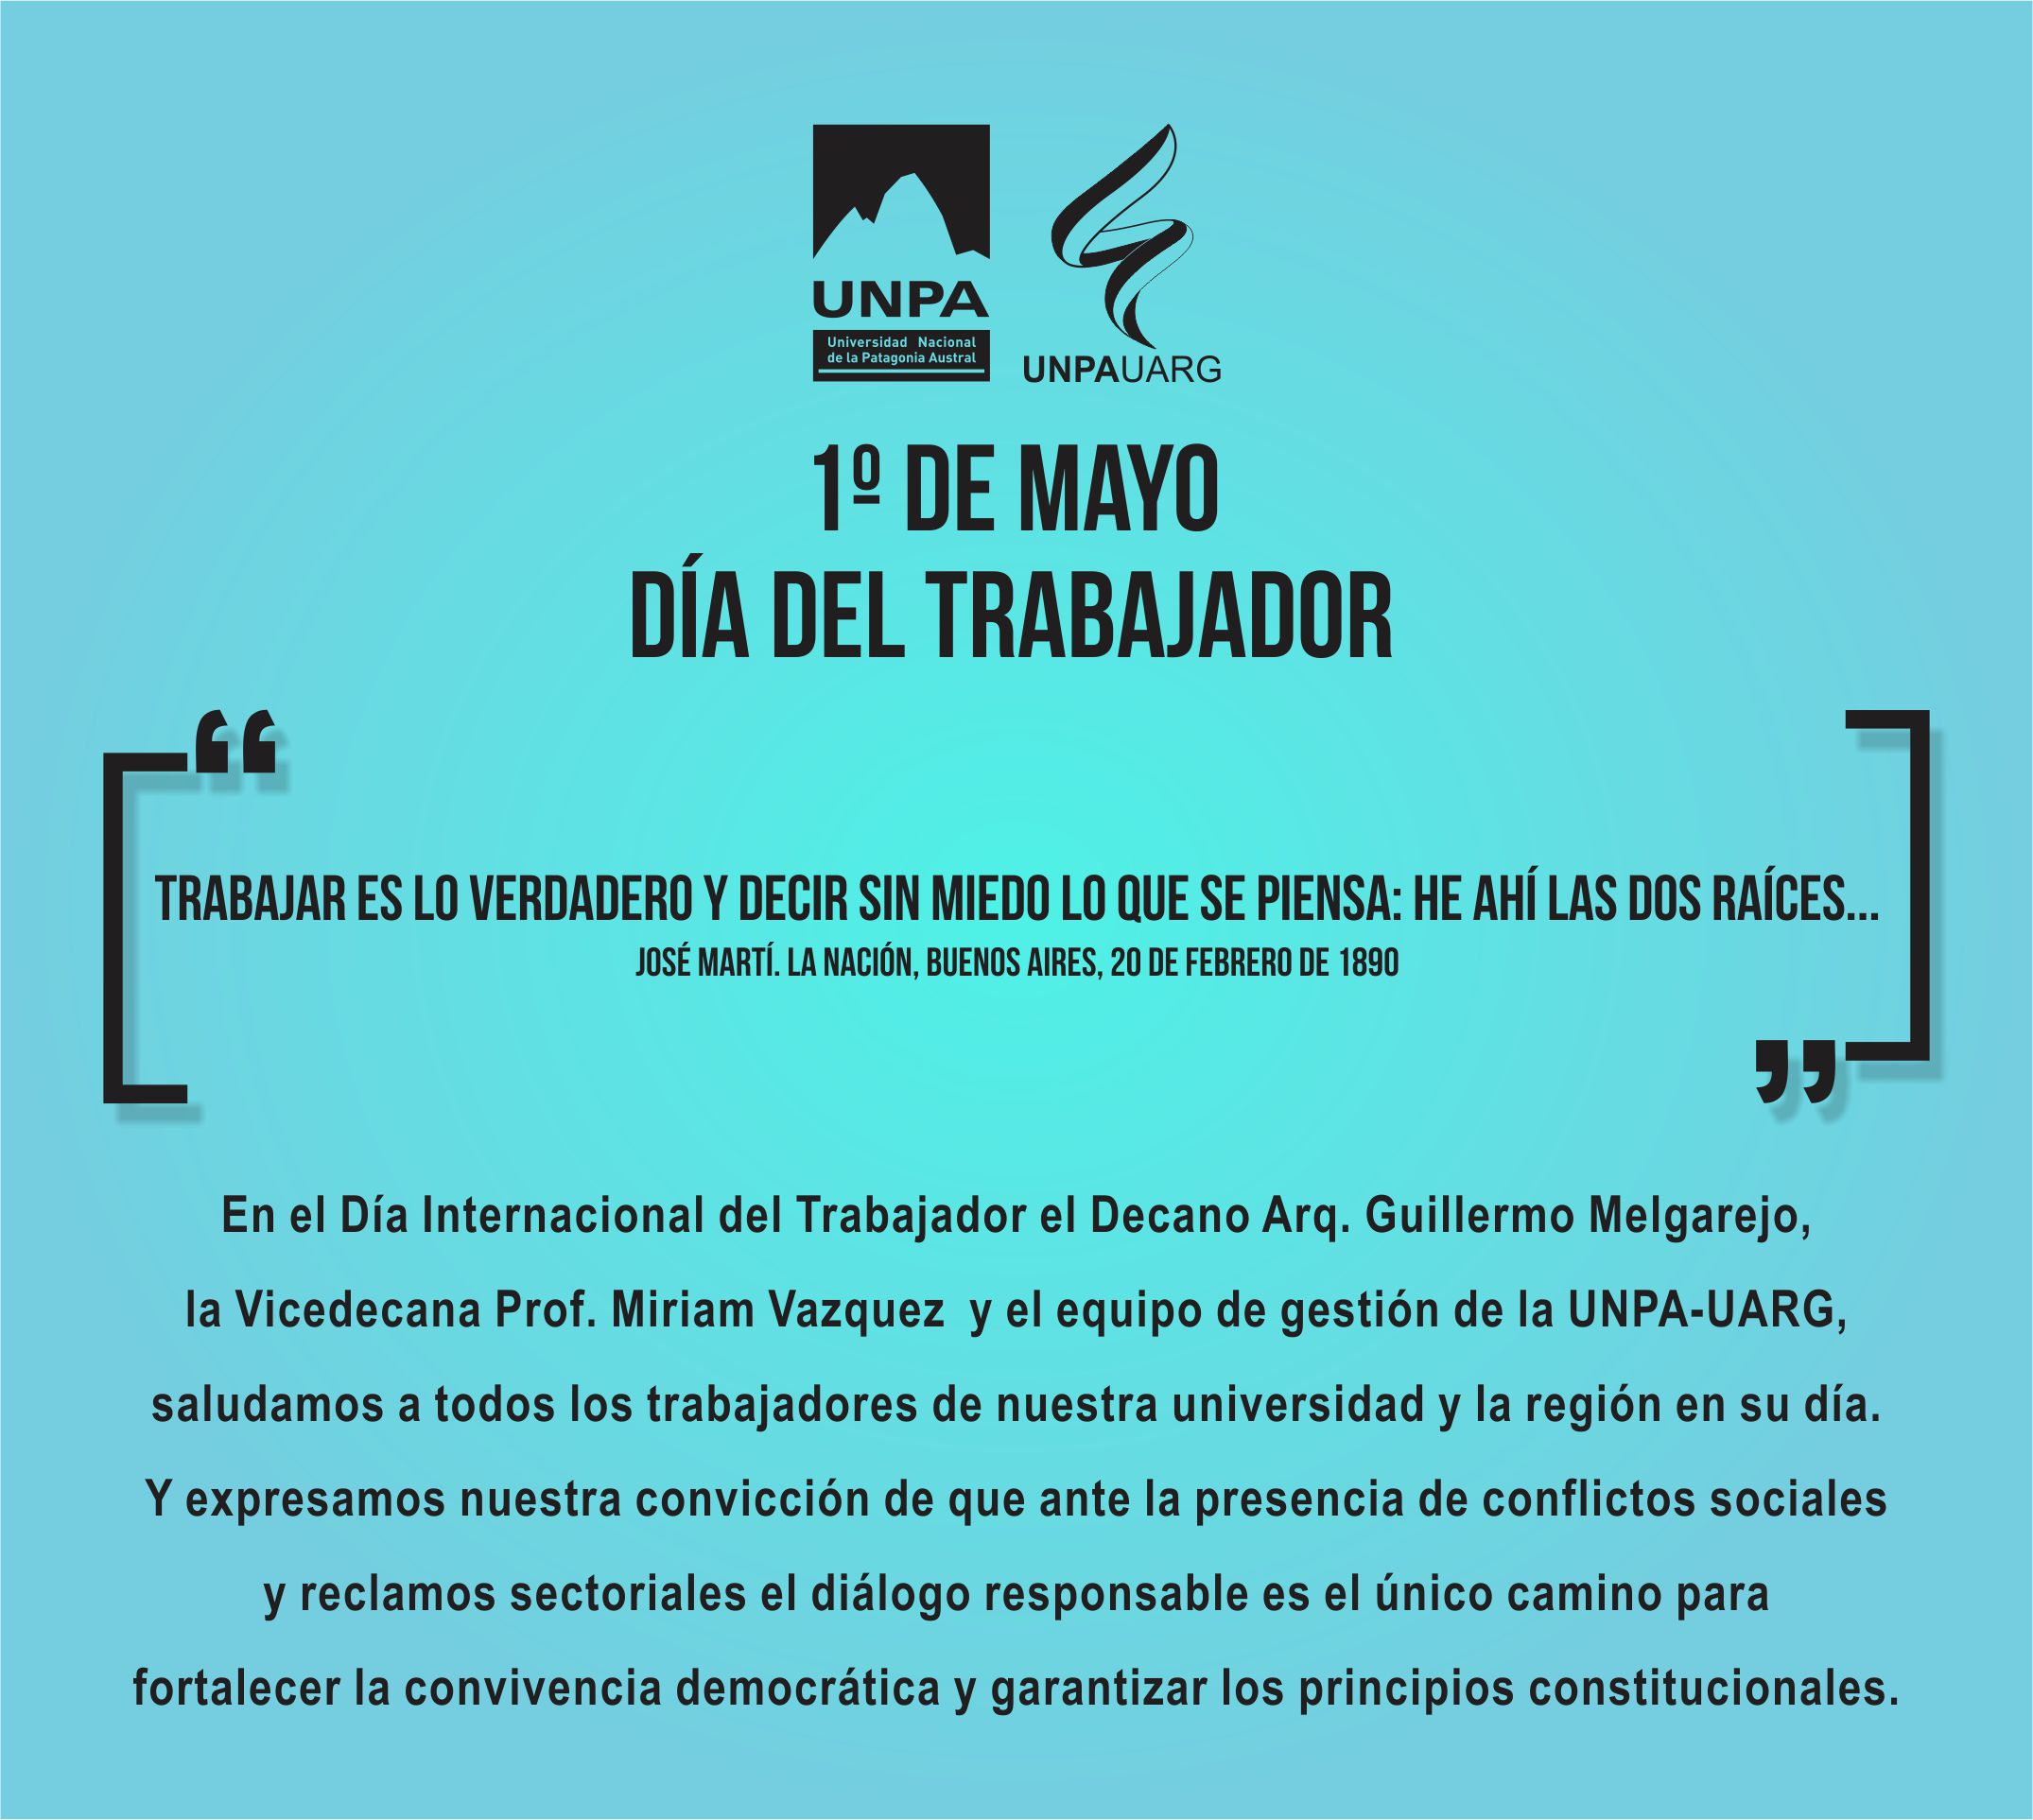 UNPA
Universidad Nacional
de la Patagonia Austral
UNPAUARG
1º DE MAYO
DÍA DEL TRABAJADOR
“
TRABAJAR ES LO VERDADERO Y DECIR SIN MIEDO LO QUE SE PIENSA: HE AHÍ LAS DOS RAÍCES...
JOSÉ MARTÍ. LA NACIÓN, BUENOS AIRES, 20 DE FEBRERO DE 1890
”
En el Día Internacional del Trabajador el Decano Arq. Guillermo Melgarejo,
la Vicedecana Prof. Miriam Vazquez y el equipo de gestión de la UNPA-UARG,
saludamos a todos los trabajadores de nuestra universidad y la región en su día.
Y expresamos nuestra convicción de que ante la presencia de conflictos sociales
y reclamos sectoriales el diálogo responsable es el único camino para
fortalecer la convivencia democrática y garantizar los principios constitucionales.